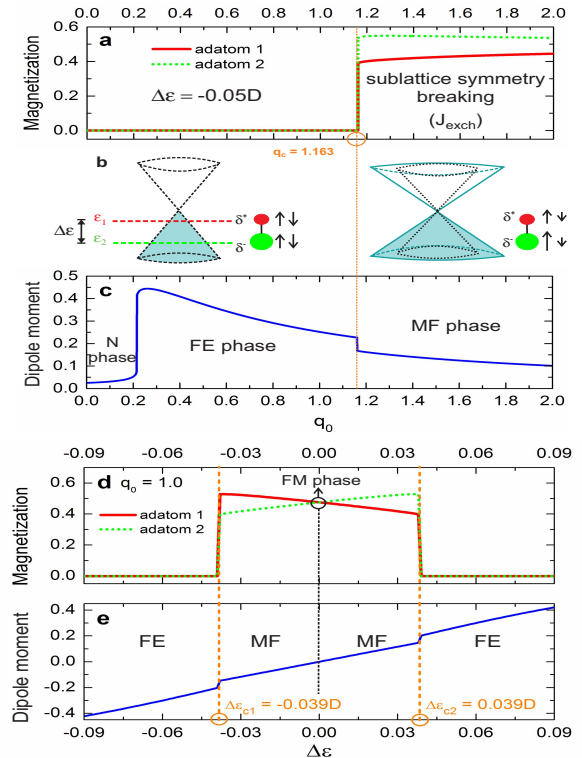 0.0 0.2 0.4 0.6 0.8 1.0 1.2 1.4 1.6 1.8 2.0
a
Magnetization
0.6
0.4
0.2
0.0
adatom 1
adatom 2
Δε = -0.05D
sublattice symmetry
breaking
(J_exch)
q_c = 1.163
b
Δε
ε₁
ε₂
δ⁺
δ⁻
δ⁺
δ⁻
c
Dipole moment
0.5
0.4
0.3
0.2
0.1
0.0
N
phase
FE phase
MF phase
0.0 0.2 0.4 0.6 0.8 1.0 1.2 1.4 1.6 1.8 2.0
q₀
-0.09 -0.06 -0.03 0.00 0.03 0.06 0.09
d
q₀ = 1.0
FM phase
Magnetization
0.6
0.4
0.2
0.0
adatom 1
adatom 2
e
Dipole moment
0.4
0.2
0.0
-0.2
-0.4
FE MF MF FE
Δε_c1 = -0.039D
Δε_c2 = 0.039D
-0.09 -0.06 -0.03 0.00 0.03 0.06 0.09
Δε